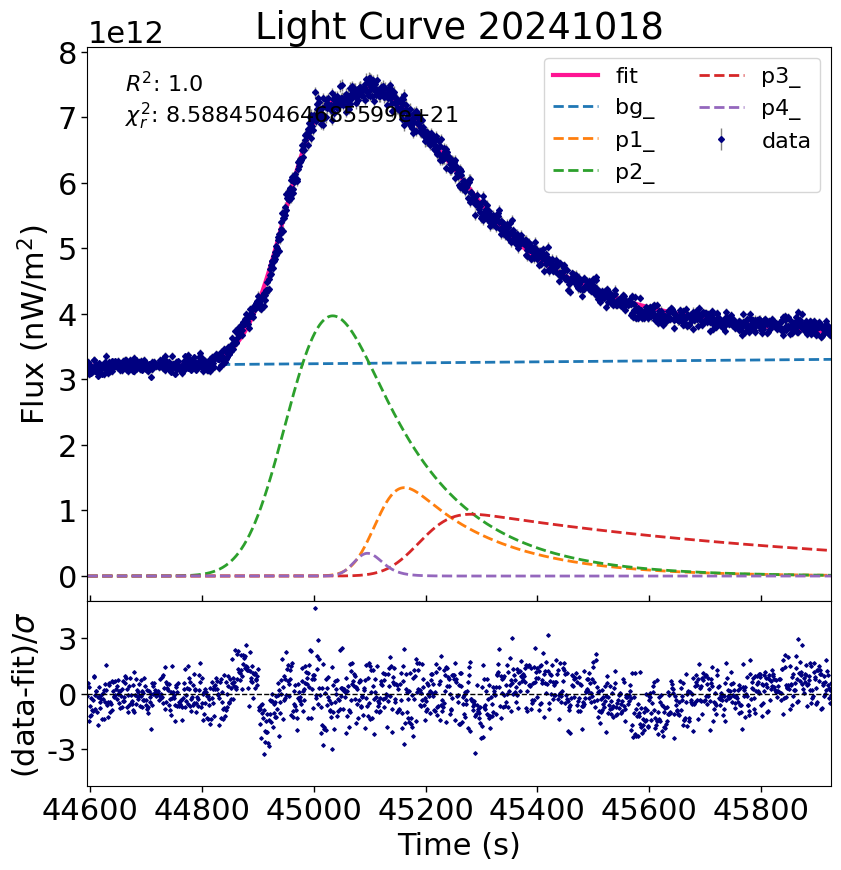 Light Curve 20241018
1e12
R²: 1.0
χ²ᵣ: 8.588450464685599e+21
fit
bg_
p1_
p2_
p3_
p4_
data
8
7
6
5
4
3
2
1
0
Flux (nW/m²)
3
0
-3
(data-fit)/σ
44600 44800 45000 45200 45400 45600 45800
Time (s)